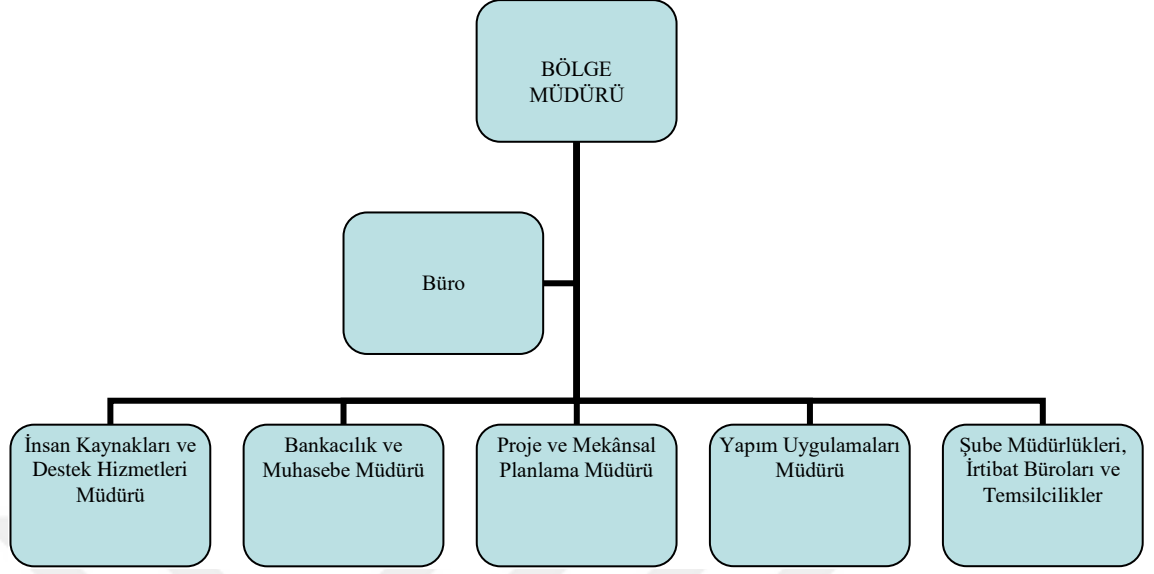 BÖLGE
MÜDÜRÜ
Büro
İnsan Kaynakları ve
Destek Hizmetleri
Müdürü
Bankacılık ve
Muhasebe Müdürü
Proje ve Mekânsal
Planlama Müdürü
Yapım Uygulamaları
Müdürü
Şube Müdürlükleri,
İrtibat Büroları ve
Temsilcilikler